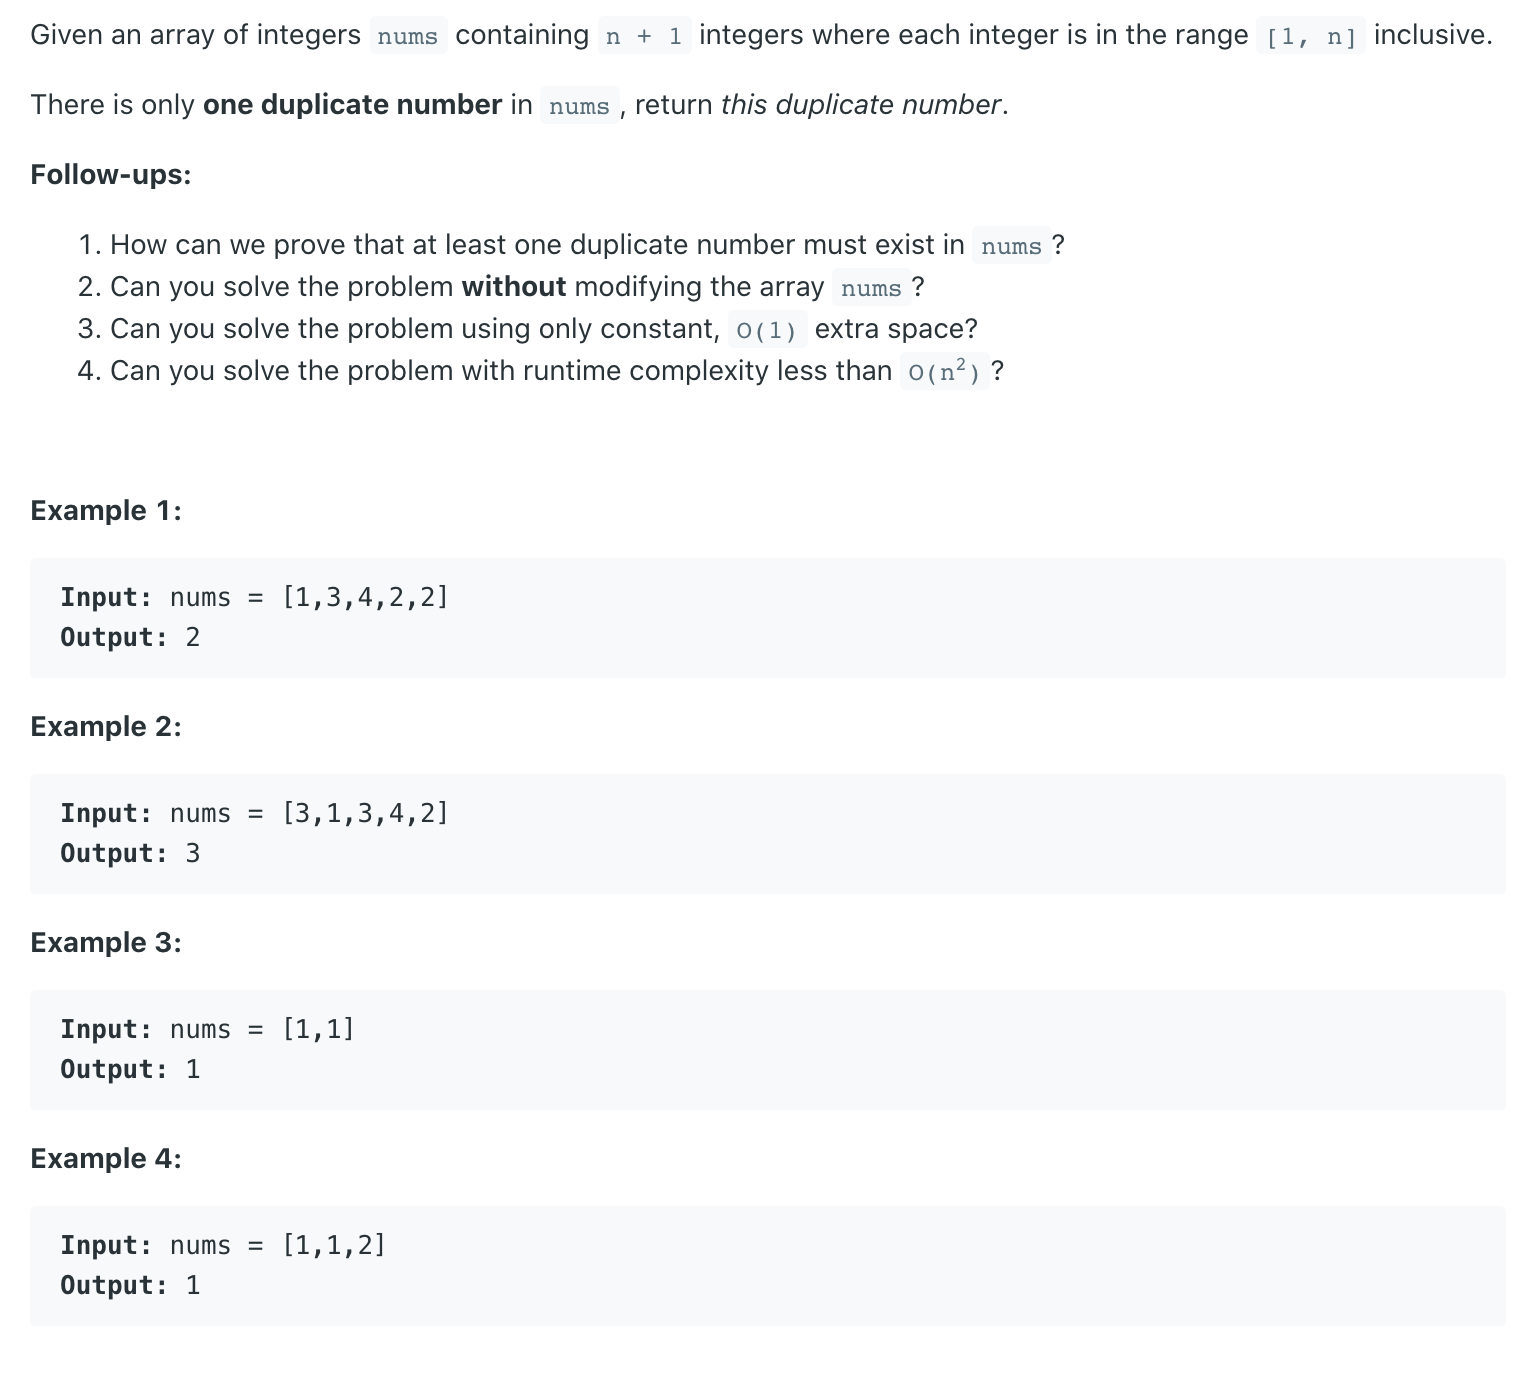 Given an array of integers nums containing n + 1 integers where each integer is in the range [1, n] inclusive.
There is only one duplicate number in nums, return this duplicate number.
Follow-ups:
1. How can we prove that at least one duplicate number must exist in nums?
2. Can you solve the problem without modifying the array nums?
3. Can you solve the problem using only constant, O(1) extra space?
4. Can you solve the problem with runtime complexity less than O(n²)?
Example 1:
Input: nums = [1,3,4,2,2]
Output: 2
Example 2:
Input: nums = [3,1,3,4,2]
Output: 3
Example 3:
Input: nums = [1,1]
Output: 1
Example 4:
Input: nums = [1,1,2]
Output: 1